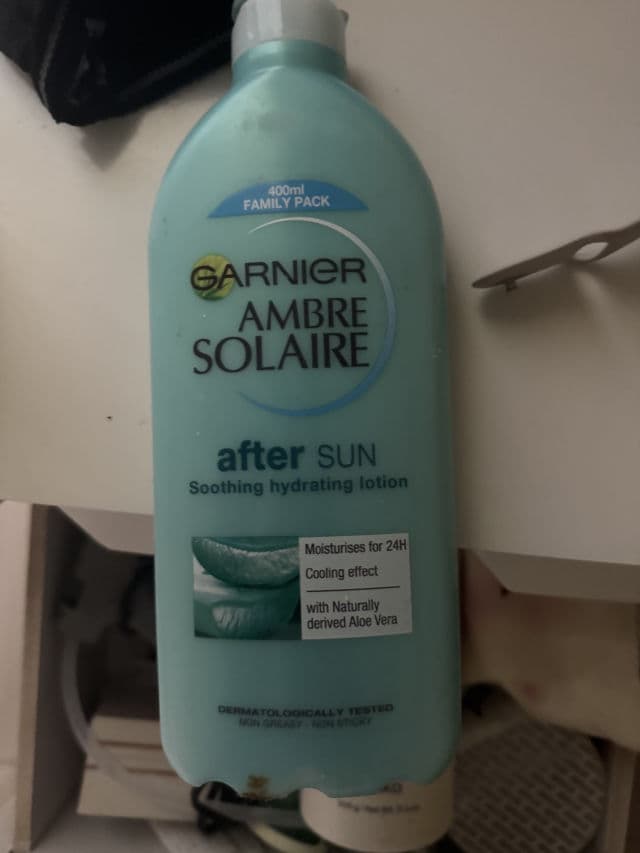 400ml
FAMILY PACK
GARNIER
AMBRE
SOLAIRE
after SUN
Soothing hydrating lotion
Moisturises for 24H
Cooling effect
with Naturally
derived Aloe Vera
DERMATOLOGICALLY TESTED
NON GREASY - NON STICKY